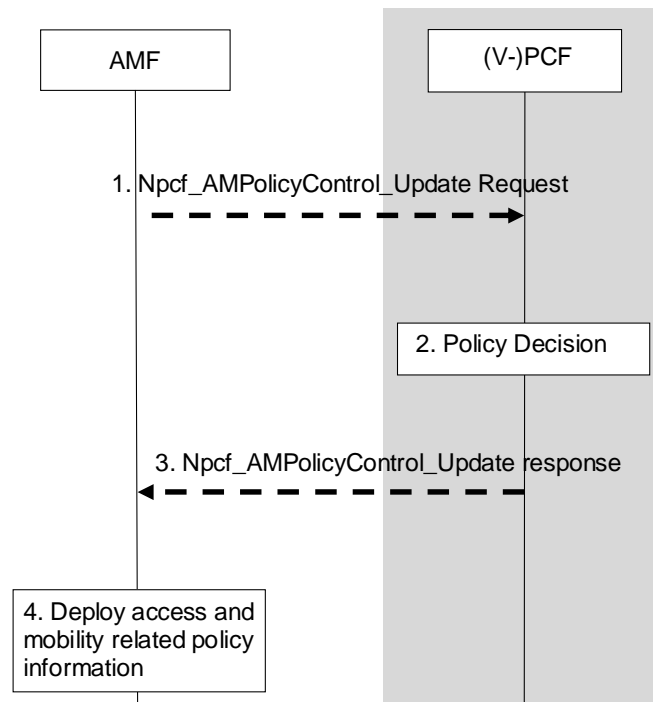 AMF
(V-)PCF
1. Npcf_AMPolicyControl_Update Request
2. Policy Decision
3. Npcf_AMPolicyControl_Update response
4. Deploy access and
mobility related policy
information